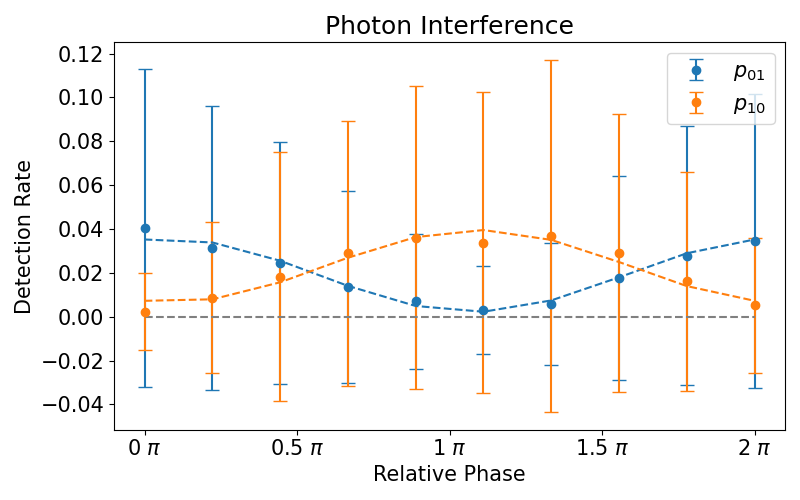 Photon Interference
0.12
0.10
0.08
0.06
0.04
0.02
0.00
−0.02
−0.04
Detection Rate
p01
p10
0 π
0.5 π
1 π
1.5 π
2 π
Relative Phase